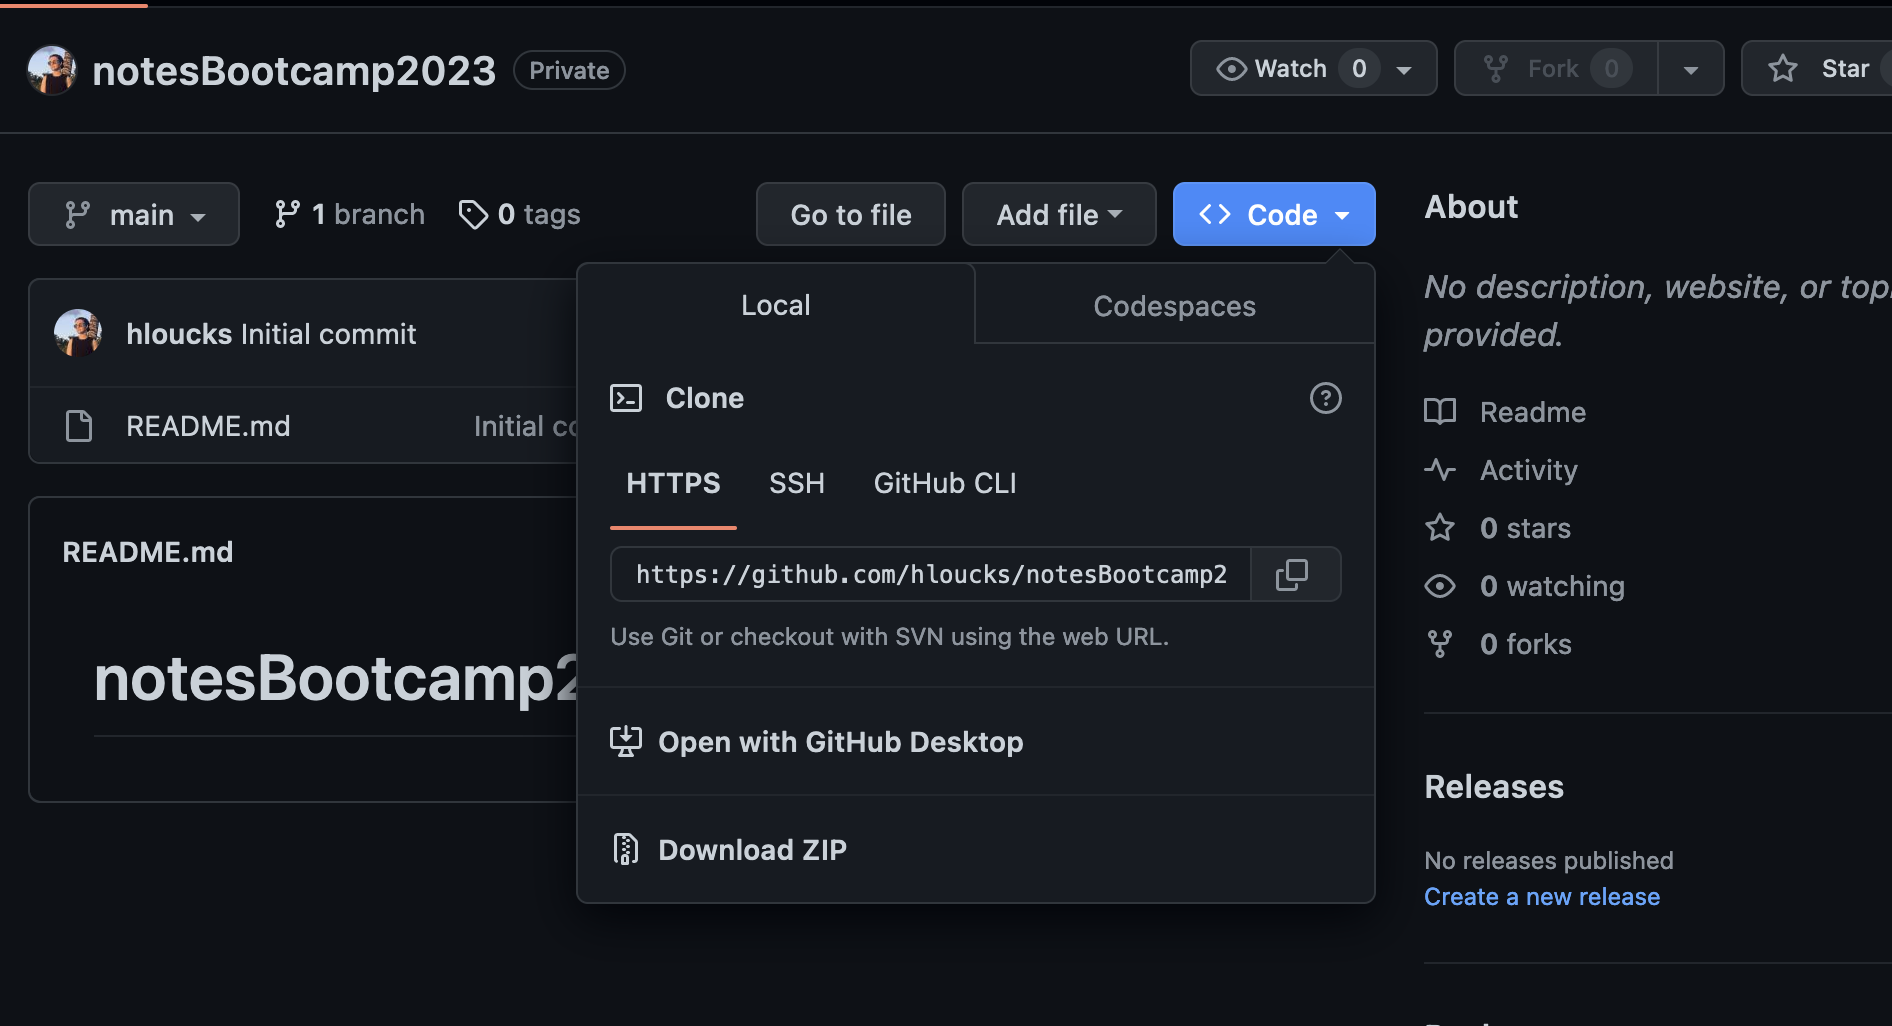 notesBootcamp2023 Private Watch 0 Fork 0 Star
main 1 branch 0 tags Go to file Add file Code
hloucks Initial commit
README.md Initial co
README.md
notesBootcamp2
Local Codespaces
Clone
HTTPS SSH GitHub CLI
https://github.com/hloucks/notesBootcamp2
Use Git or checkout with SVN using the web URL.
Open with GitHub Desktop
Download ZIP
About
No description, website, or topi
provided.
Readme
Activity
0 stars
0 watching
0 forks
Releases
No releases published
Create a new release